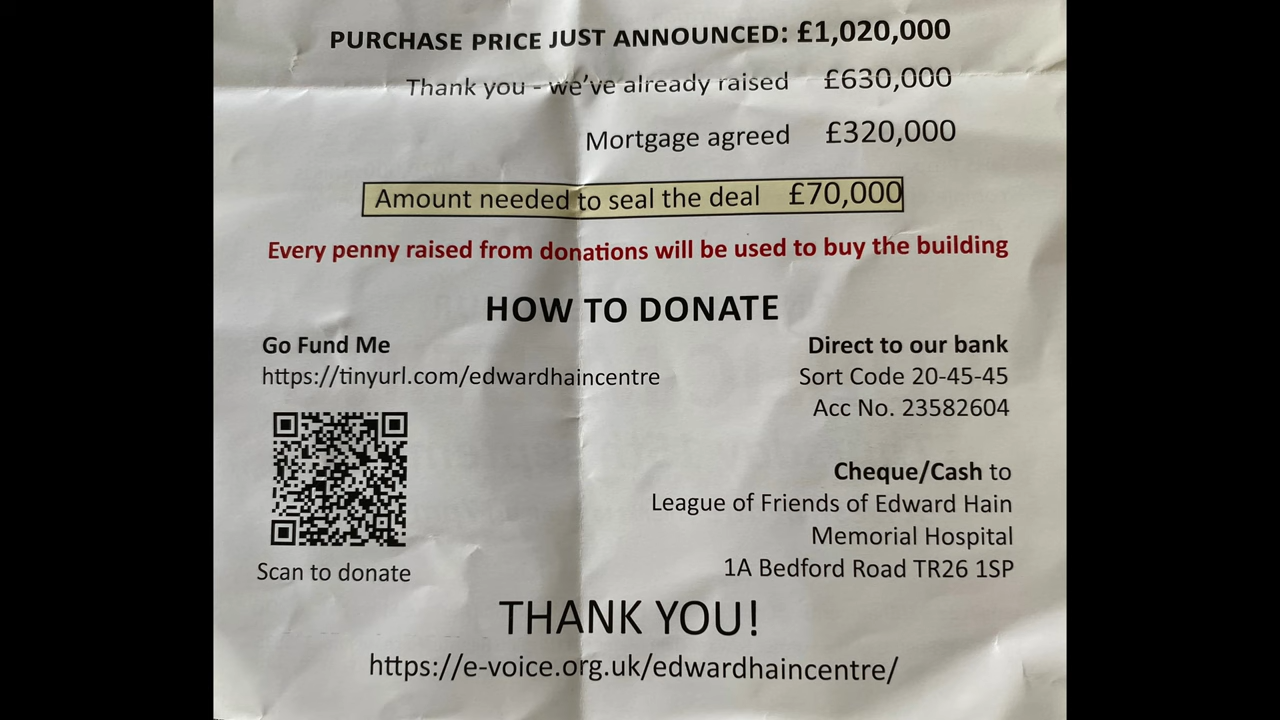 PURCHASE PRICE JUST ANNOUNCED: £1,020,000
Thank you - we've already raised £630,000
Mortgage agreed £320,000
Amount needed to seal the deal £70,000
Every penny raised from donations will be used to buy the building
HOW TO DONATE
Go Fund Me
https://tinyurl.com/edwardhaincentre
Scan to donate
Direct to our bank
Sort Code 20-45-45
Acc No. 23582604
Cheque/Cash to
League of Friends of Edward Hain
Memorial Hospital
1A Bedford Road TR26 1SP
THANK YOU!
https://e-voice.org.uk/edwardhaincentre/